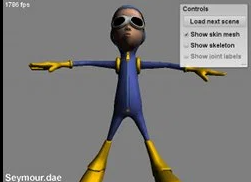 1786 fps
Controls
Load next scene
Show skin mesh
Show skeleton
Show joint labels
Seymour.dae